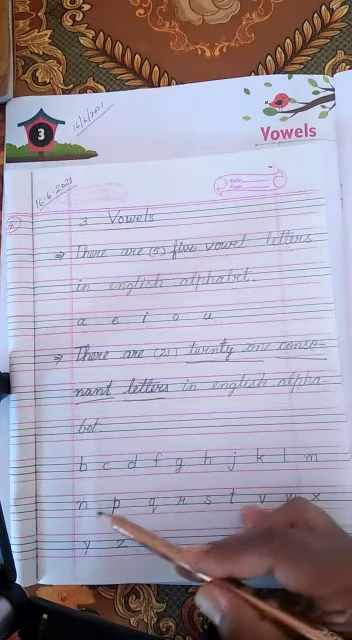 3
16/6/2021
Vowels
16.6.2021
3 Vowels
⇒ There are (5) five vowel letters
in english alphabet.
a e i o u
⇒ There are (21) twenty one conso-
nant letters in english alpha-
bet.
b c d f g h j k l m
n p q r s t v w x
y z